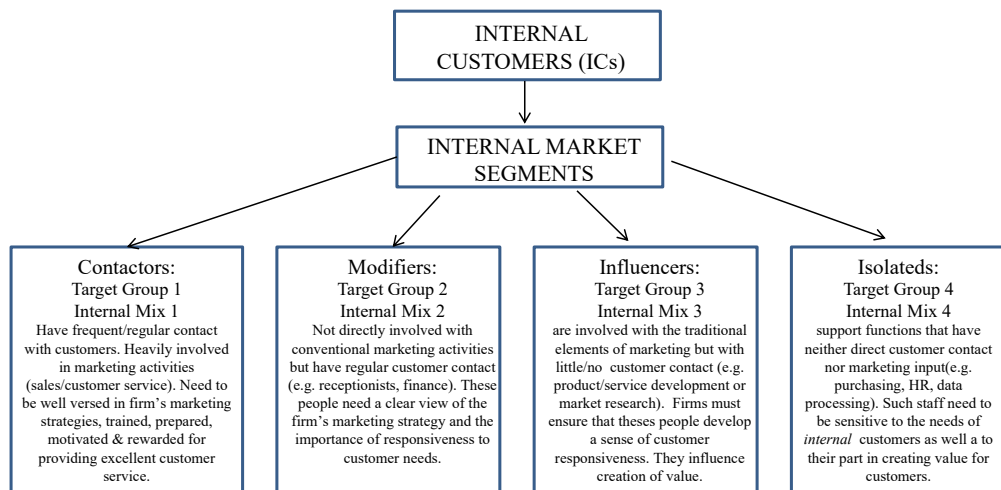 INTERNAL
CUSTOMERS (ICs)
INTERNAL MARKET
SEGMENTS
Contactors:
Target Group 1
Internal Mix 1
Have frequent/regular contact
with customers. Heavily involved
in marketing activities
(sales/customer service). Need to
be well versed in firm’s marketing
strategies, trained, prepared,
motivated & rewarded for
providing excellent customer
service.
Modifiers:
Target Group 2
Internal Mix 2
Not directly involved with
conventional marketing activities
but have regular customer contact
(e.g. receptionists, finance). These
people need a clear view of the
firm’s marketing strategy and the
importance of responsiveness to
customer needs.
Influencers:
Target Group 3
Internal Mix 3
are involved with the traditional
elements of marketing but with
little/no customer contact (e.g.
product/service development or
market research). Firms must
ensure that theses people develop
a sense of customer
responsiveness. They influence
creation of value.
Isolateds:
Target Group 4
Internal Mix 4
support functions that have
neither direct customer contact
nor marketing input(e.g.
purchasing, HR, data
processing). Such staff need to
be sensitive to the needs of
internal customers as well a to
their part in creating value for
customers.